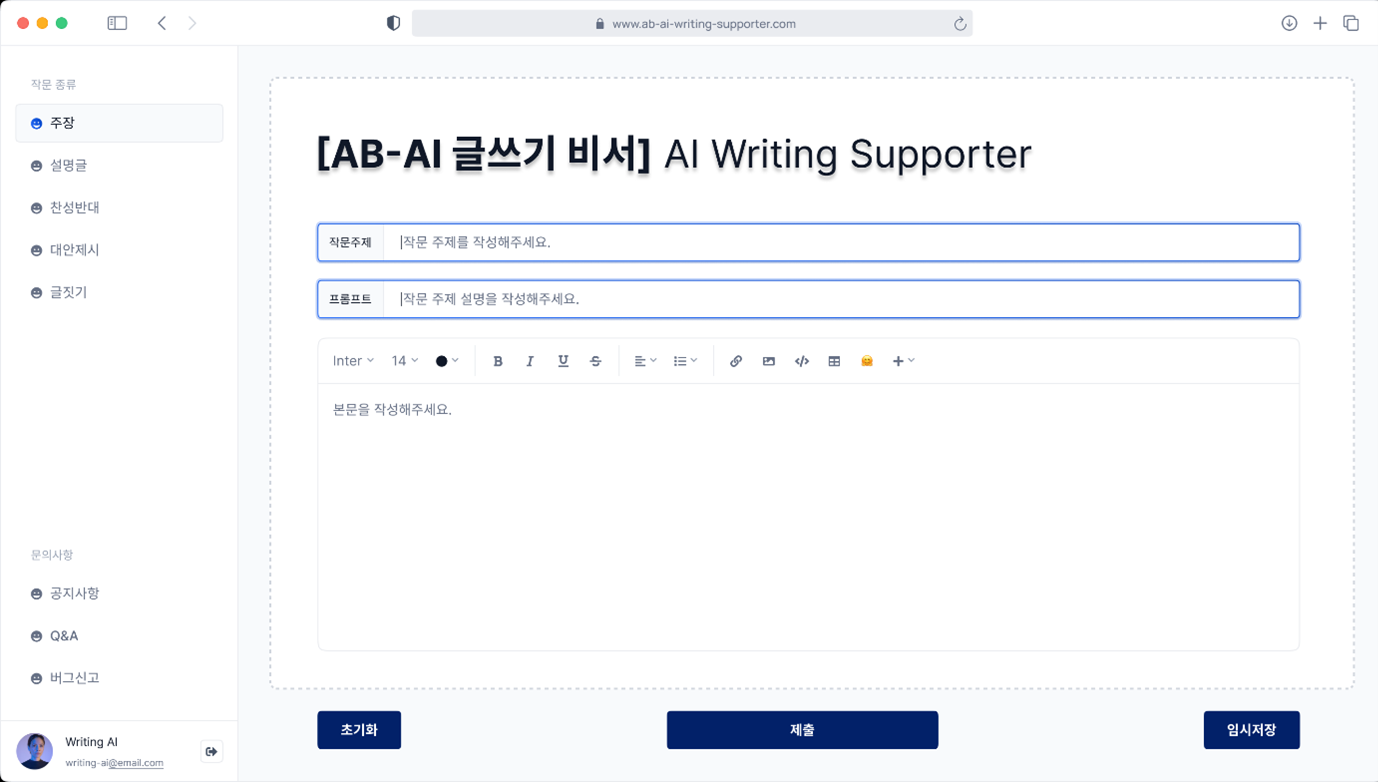 www.ab-ai-writing-supporter.com
작문 종류
주장
설명글
찬성반대
대안제시
글짓기
문의사항
공지사항
Q&A
버그신고
Writing AI
writing-ai@email.com
[AB-AI 글쓰기 비서] AI Writing Supporter
작문주제 작문 주제를 작성해주세요.
프롬프트 작문 주제 설명을 작성해주세요.
Inter 14 B I U S
본문을 작성해주세요.
초기화 제출 임시저장